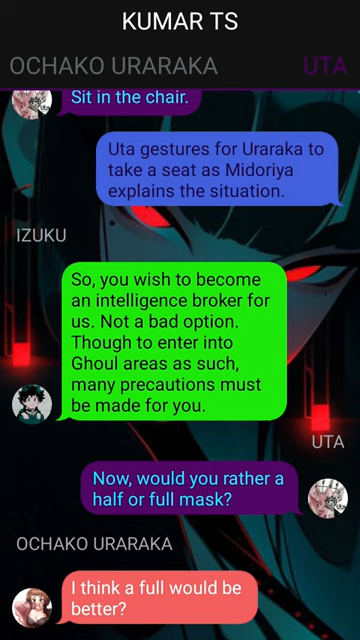 KUMAR TS
OCHAKO URARAKA
UTA
Sit in the chair.
Uta gestures for Uraraka to
take a seat as Midoriya
explains the situation.
IZUKU
So, you wish to become
an intelligence broker for
us. Not a bad option.
Though to enter into
Ghoul areas as such,
many precautions must
be made for you.
UTA
Now, would you rather a
half or full mask?
OCHAKO URARAKA
I think a full would be
better?